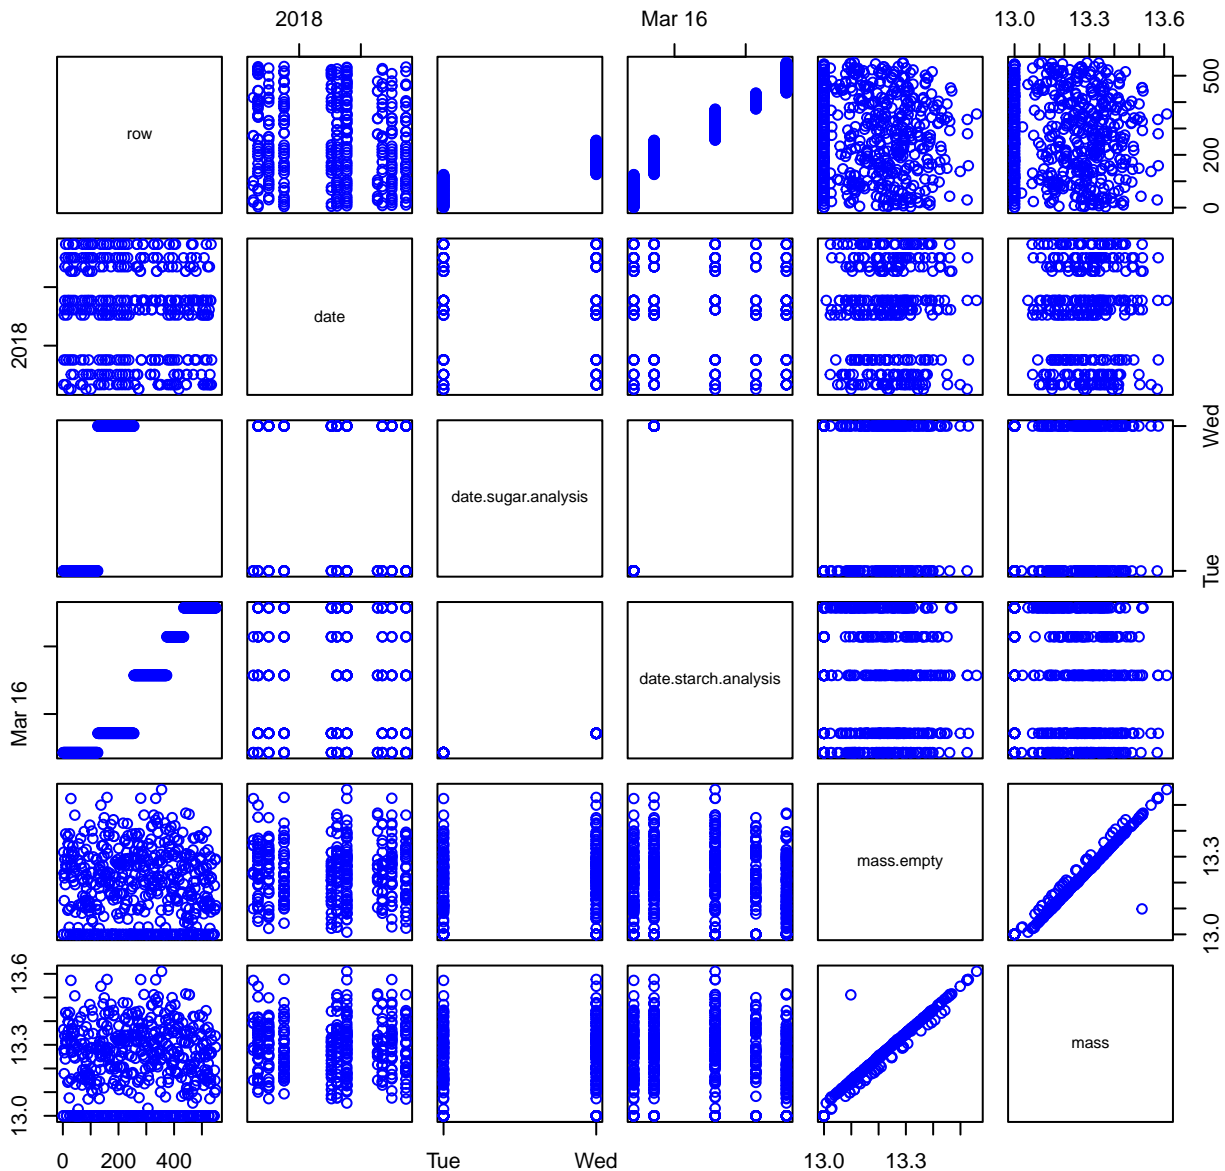 2018 Mar 16 13.0 13.3 13.6
row
0 200 500
2018
date
date.sugar.analysis
Tue Wed
Mar 16
date.starch.analysis
mass.empty
13.0 13.3
13.0 13.3 13.6
mass
0 200 400 Tue Wed 13.0 13.3